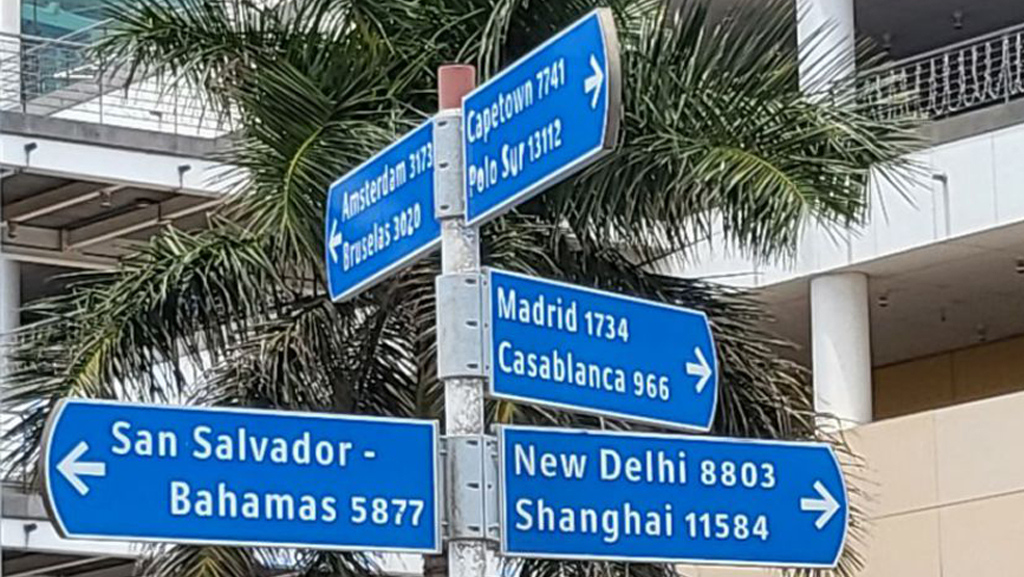 Capetown 7741
Polo Sur 13112
Amsterdam 3173
Bruselas 3020
Madrid 1734
Casablanca 966
San Salvador -
Bahamas 5877
New Delhi 8803
Shanghai 11584